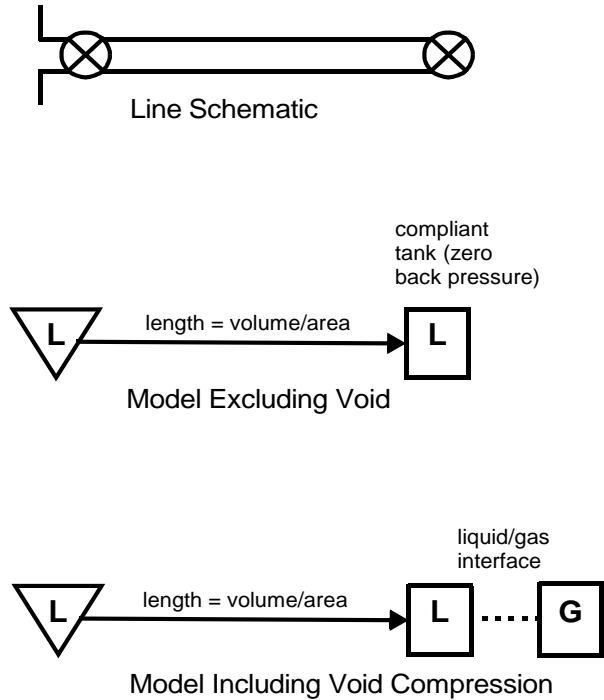 Line Schematic
compliant
tank (zero
back pressure)
L
length = volume/area
L
Model Excluding Void
liquid/gas
interface
L
length = volume/area
L
G
Model Including Void Compression